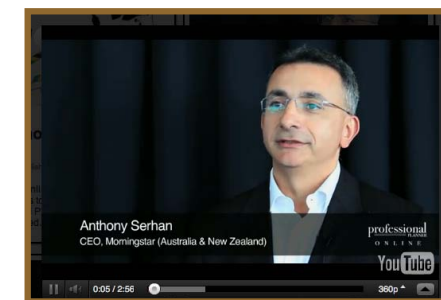 Anthony Serhan
CEO, Morningstar (Australia & New Zealand)
professional
PLANNER
ONLINE
YouTube
0:05 / 2:56
360p